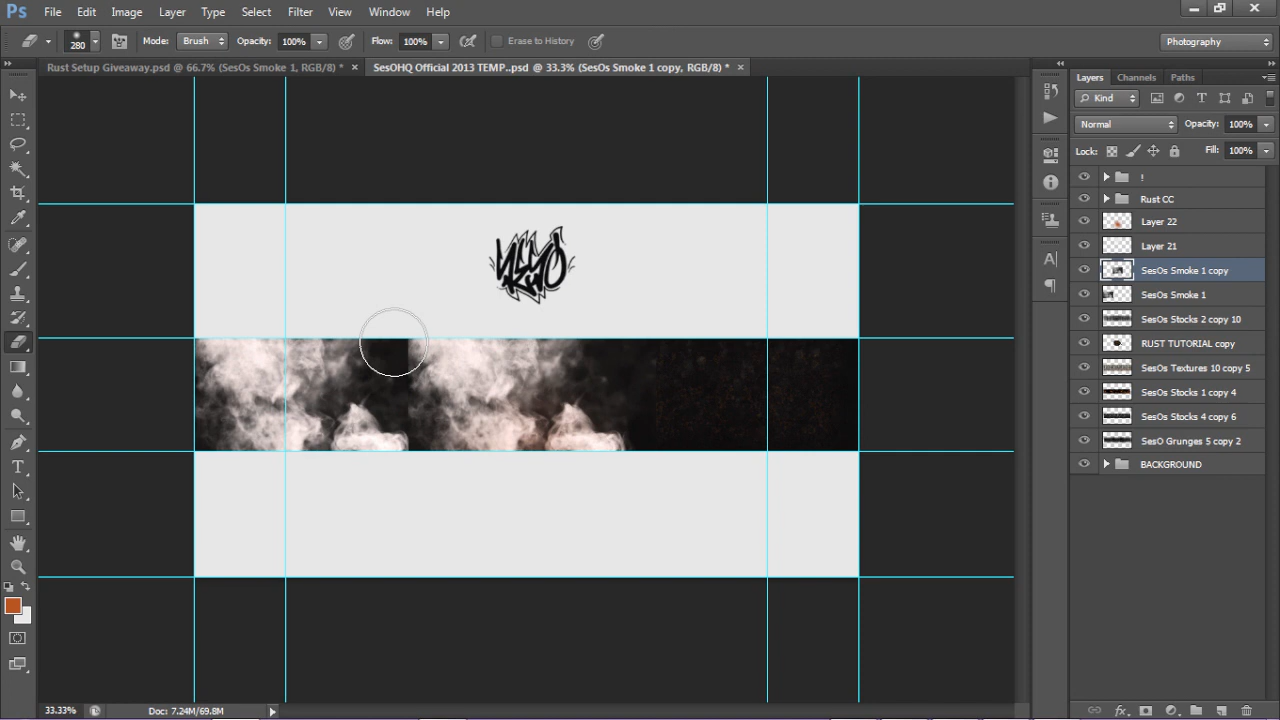 Ps File Edit Image Layer Type Select Filter View Window Help
280 Mode: Brush Opacity: 100% Flow: 100% Erase to History Photography
Rust Setup Giveaway.psd @ 66.7% (SesOs Smoke 1, RGB/8) * × SesOHQ Official 2013 TEMP..psd @ 33.3% (SesOs Smoke 1 copy, RGB/8) * ×
Layers Channels Paths
Kind
Normal Opacity: 100%
Lock: Fill: 100%
!
Rust CC
Layer 22
Layer 21
SesOs Smoke 1 copy
SesOs Smoke 1
SesOs Stocks 2 copy 10
RUST TUTORIAL copy
SesOs Textures 10 copy 5
SesOs Stocks 1 copy 4
SesOs Stocks 4 copy 6
SesO Grunges 5 copy 2
BACKGROUND
33.33% Doc: 7.24M/69.8M